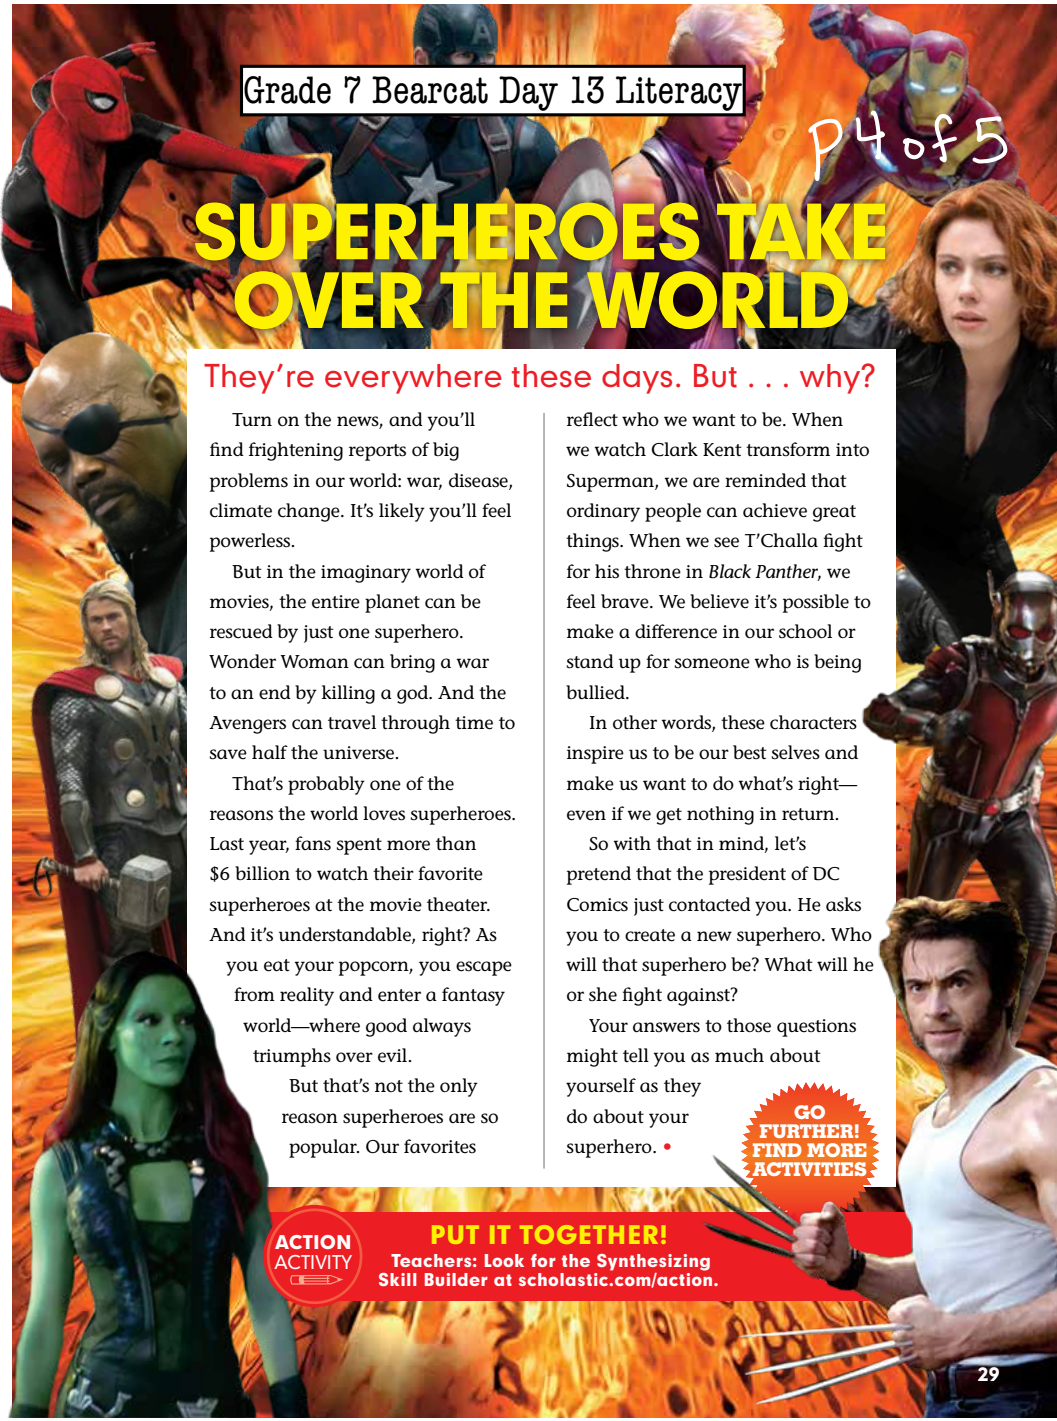 Grade 7 Bearcat Day 13 Literacy
P 4 of 5
SUPERHEROES TAKE
OVER THE WORLD
They're everywhere these days. But . . . why?
Turn on the news, and you'll
find frightening reports of big
problems in our world: war, disease,
climate change. It's likely you'll feel
powerless.
But in the imaginary world of
movies, the entire planet can be
rescued by just one superhero.
Wonder Woman can bring a war
to an end by killing a god. And the
Avengers can travel through time to
save half the universe.
That's probably one of the
reasons the world loves superheroes.
Last year, fans spent more than
$6 billion to watch their favorite
superheroes at the movie theater.
And it's understandable, right? As
you eat your popcorn, you escape
from reality and enter a fantasy
world—where good always
triumphs over evil.
But that's not the only
reason superheroes are so
popular. Our favorites
reflect who we want to be. When
we watch Clark Kent transform into
Superman, we are reminded that
ordinary people can achieve great
things. When we see T'Challa fight
for his throne in Black Panther, we
feel brave. We believe it's possible to
make a difference in our school or
stand up for someone who is being
bullied.
In other words, these characters
inspire us to be our best selves and
make us want to do what's right—
even if we get nothing in return.
So with that in mind, let's
pretend that the president of DC
Comics just contacted you. He asks
you to create a new superhero. Who
will that superhero be? What will he
or she fight against?
Your answers to those questions
might tell you as much about
yourself as they
do about your
superhero. •
GO
FURTHER!
FIND MORE
ACTIVITIES
ACTION
ACTIVITY
PUT IT TOGETHER!
Teachers: Look for the Synthesizing
Skill Builder at scholastic.com/action.
29
A